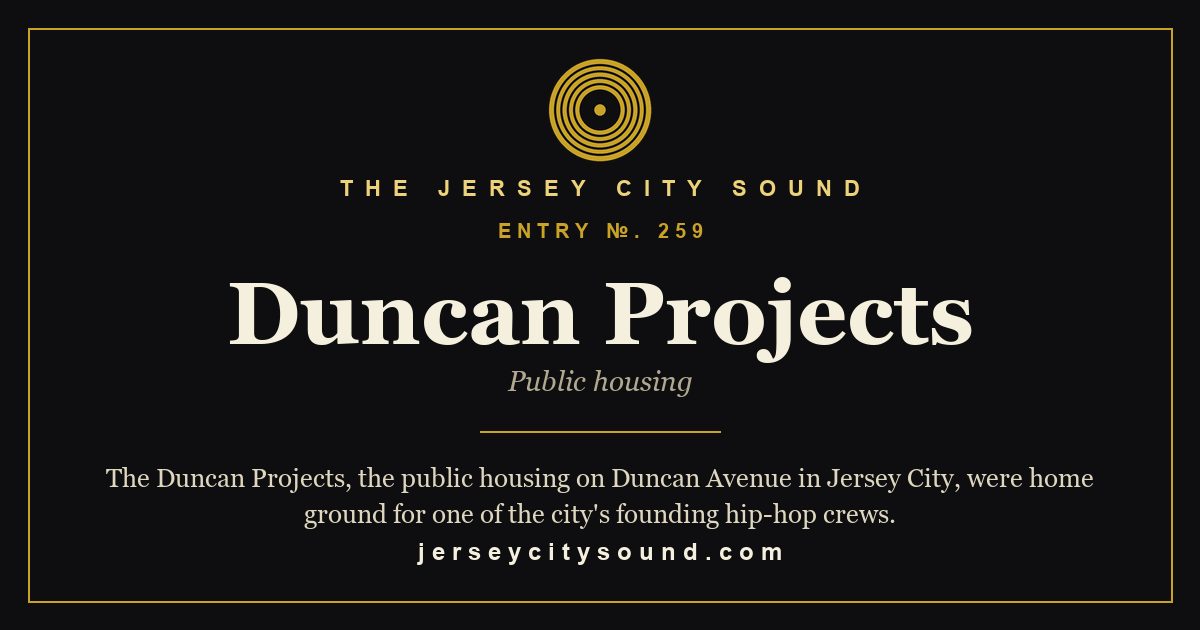 THE JERSEY CITY SOUND
ENTRY №. 259
Duncan Projects
Public housing
The Duncan Projects, the public housing on Duncan Avenue in Jersey City, were home
ground for one of the city's founding hip-hop crews.
jerseycitysound.com